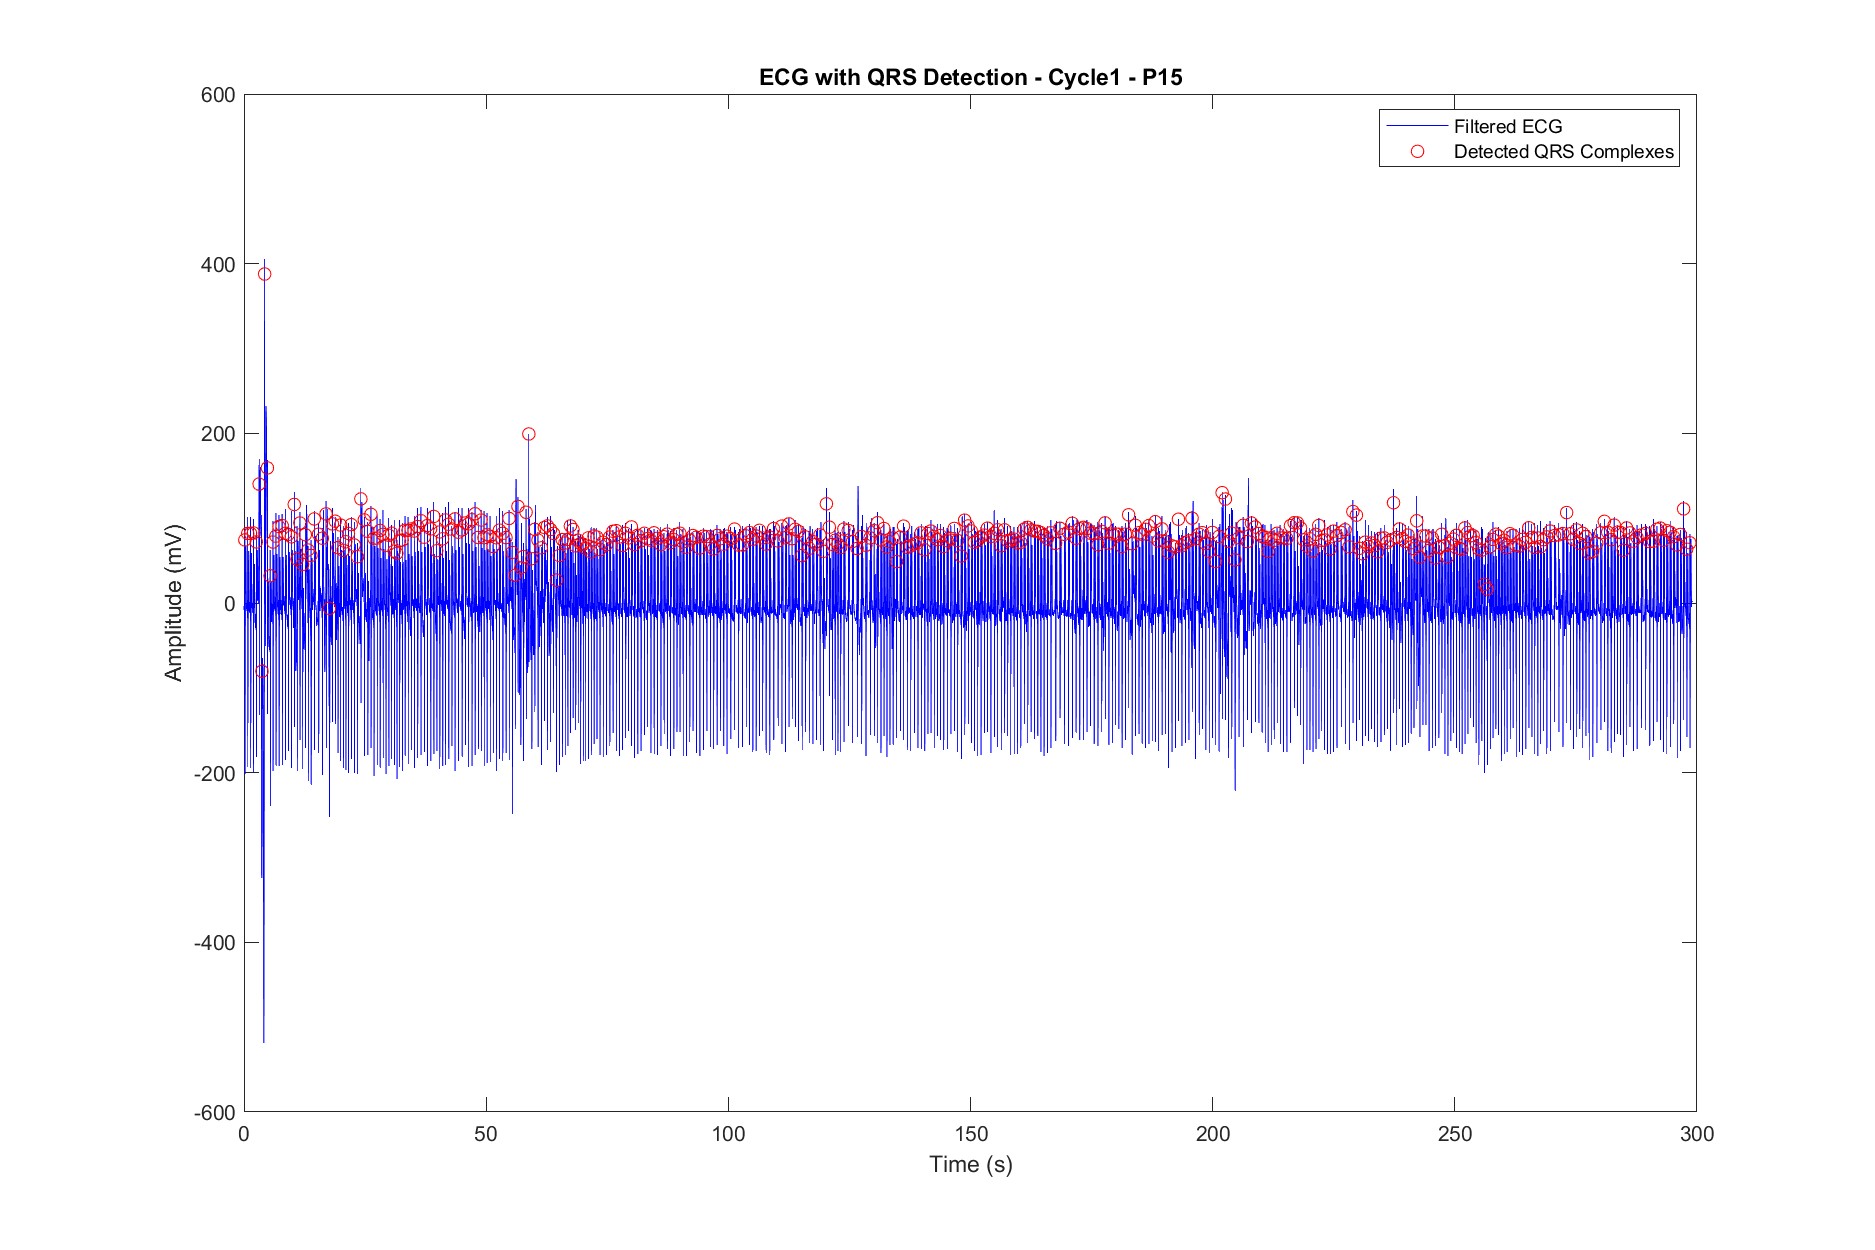 ECG with QRS Detection - Cycle1 - P15
600
400
200
0
-200
-400
-600
Amplitude (mV)
Filtered ECG
Detected QRS Complexes
0 50 100 150 200 250 300
Time (s)